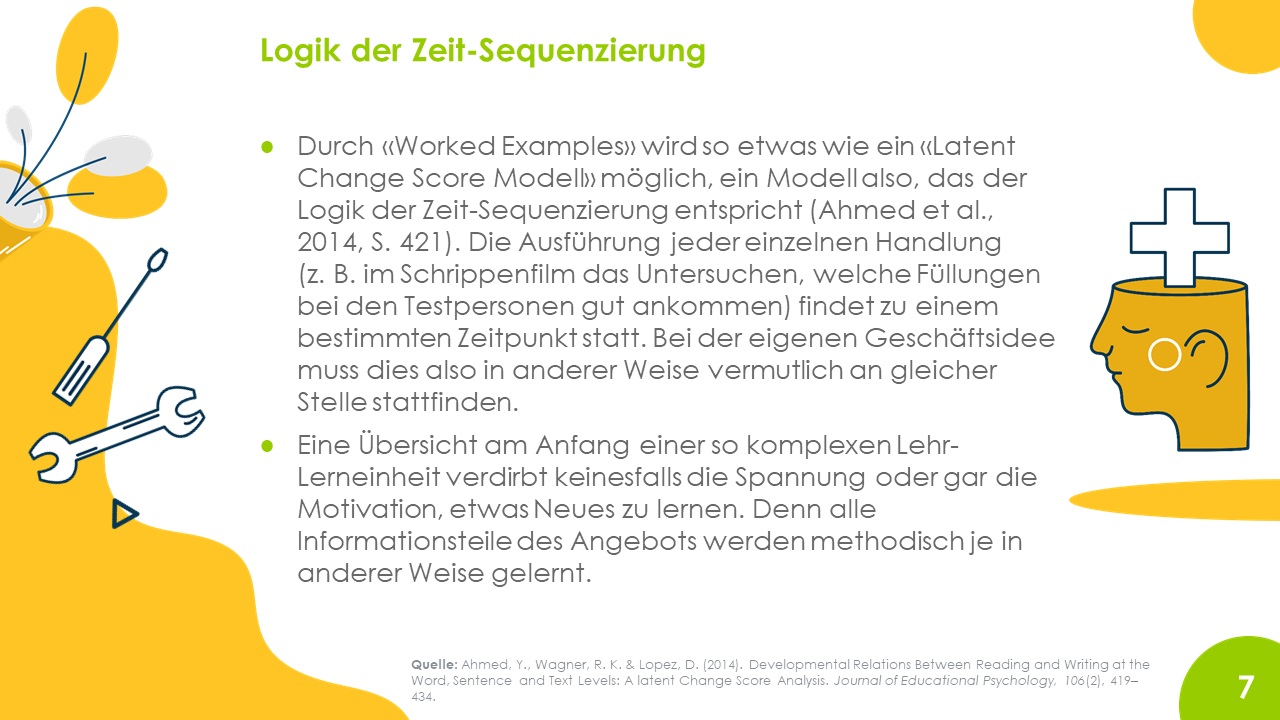 Logik der Zeit-Sequenzierung
● Durch «Worked Examples» wird so etwas wie ein «Latent
Change Score Modell» möglich, ein Modell also, das der
Logik der Zeit-Sequenzierung entspricht (Ahmed et al.,
2014, S. 421). Die Ausführung jeder einzelnen Handlung
(z. B. im Schrippenfilm das Untersuchen, welche Füllungen
bei den Testpersonen gut ankommen) findet zu einem
bestimmten Zeitpunkt statt. Bei der eigenen Geschäftsidee
muss dies also in anderer Weise vermutlich an gleicher
Stelle stattfinden.
● Eine Übersicht am Anfang einer so komplexen Lehr-
Lerneinheit verdirbt keinesfalls die Spannung oder gar die
Motivation, etwas Neues zu lernen. Denn alle
Informationsteile des Angebots werden methodisch je in
anderer Weise gelernt.
Quelle: Ahmed, Y., Wagner, R. K. & Lopez, D. (2014). Developmental Relations Between Reading and Writing at the
Word, Sentence and Text Levels: A latent Change Score Analysis. Journal of Educational Psychology, 106(2), 419–
434.
7